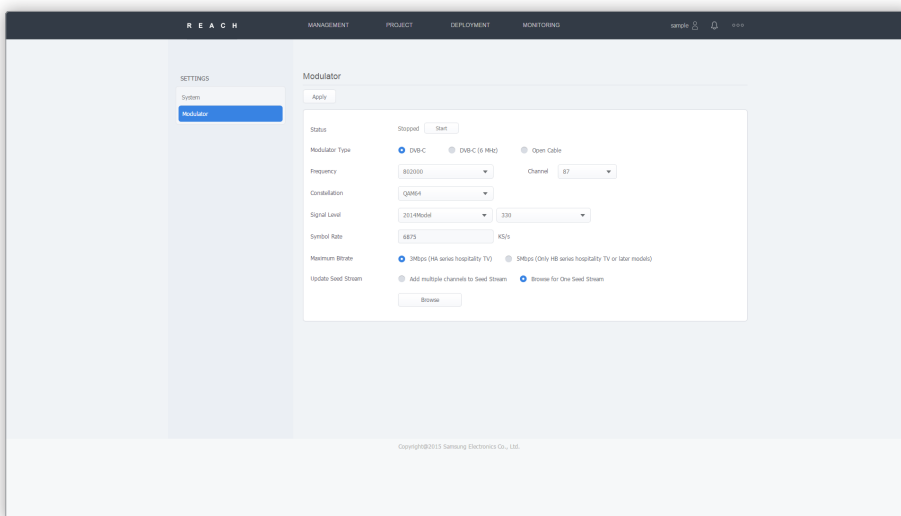 R E A C H MANAGEMENT PROJECT DEPLOYMENT MONITORING sample
SETTINGS
System
Modulator
Modulator
Apply
Status Stopped Start
Modulator Type DVB-C DVB-C (6 MHz) Open Cable
Frequency 802000 Channel 87
Constellation QAM64
Signal Level 2014Model 330
Symbol Rate 6875 KS/s
Maximum Bitrate 3Mbps (HA series hospitality TV) 5Mbps (Only HB series hospitality TV or later models)
Update Seed Stream Add multiple channels to Seed Stream Browse for One Seed Stream
Browse
Copyright@2015 Samsung Electronics Co., Ltd.